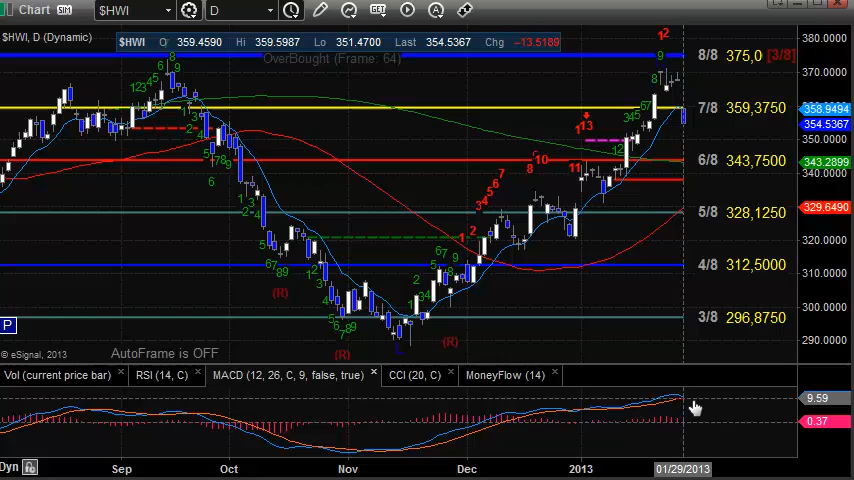 Chart SIM $HWI D GET
$HWI, D (Dynamic)
$HWI O 359.4590 Hi 359.5987 Lo 351.4700 Last 354.5367 Chg -13.5189
OverBought (Frame: 64)
8/8 375,0 [3/8]
7/8 359,3750
6/8 343,7500
5/8 328,1250
4/8 312,5000
3/8 296,8750
380.0000
370.0000
358.9494
354.5367
343.2899
340.0000
329.6490
320.0000
310.0000
300.0000
290.0000
(R) (R) (R)
P
© eSignal, 2013
AutoFrame is OFF
Vol (current price bar) RSI (14, C) MACD (12, 26, C, 9, false, true) CCI (20, C) MoneyFlow (14)
9.59
0.37
Dyn Sep Oct Nov Dec 2013 01/29/2013